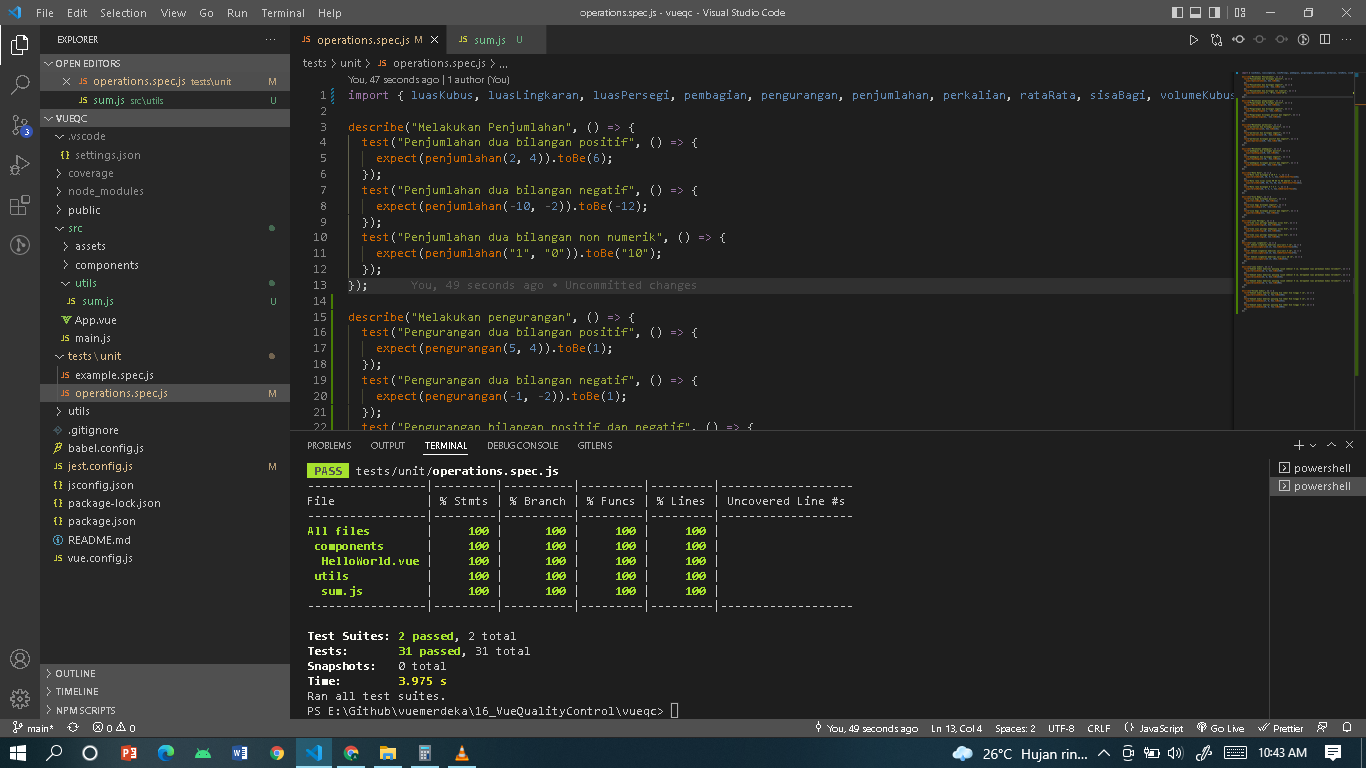 File Edit Selection View Go Run Terminal Help operations.spec.js - vueqc - Visual Studio Code
EXPLORER ...
OPEN EDITORS
JS operations.spec.js tests\unit M
JS sum.js src\utils U
VUEQC
.vscode
{} settings.json
coverage
node_modules
public
src
assets
components
utils
JS sum.js U
App.vue
JS main.js
tests\unit
JS example.spec.js
JS operations.spec.js M
utils
.gitignore
babel.config.js
JS jest.config.js M
{} jsconfig.json
{} package-lock.json
{} package.json
README.md
JS vue.config.js
OUTLINE
TIMELINE
NPM SCRIPTS
3
JS operations.spec.js M
JS sum.js U
tests > unit > JS operations.spec.js > ...
You, 47 seconds ago | 1 author (You)
1 import { luasKubus, luasLingkaran, luasPersegi, pembagian, pengurangan, penjumlahan, perkalian, rataRata, sisaBagi, volumeKubus
2
3 describe("Melakukan Penjumlahan", () => {
4 test("Penjumlahan dua bilangan positif", () => {
5 expect(penjumlahan(2, 4)).toBe(6);
6 });
7 test("Penjumlahan dua bilangan negatif", () => {
8 expect(penjumlahan(-10, -2)).toBe(-12);
9 });
10 test("Penjumlahan dua bilangan non numerik", () => {
11 expect(penjumlahan("1", "0")).toBe("10");
12 });
13 }); You, 49 seconds ago • Uncommitted changes
14
15 describe("Melakukan pengurangan", () => {
16 test("Pengurangan dua bilangan positif", () => {
17 expect(pengurangan(5, 4)).toBe(1);
18 });
19 test("Pengurangan dua bilangan negatif", () => {
20 expect(pengurangan(-1, -2)).toBe(1);
21 });
22 test("Pengurangan bilangan positif dan negatif", () => {
PROBLEMS OUTPUT TERMINAL DEBUG CONSOLE GITLENS
powershell
powershell
PASS tests/unit/operations.spec.js
-----------------|---------|----------|---------|---------|-------------------
File | % Stmts | % Branch | % Funcs | % Lines | Uncovered Line #s
-----------------|---------|----------|---------|---------|-------------------
All files | 100 | 100 | 100 | 100 |
components | 100 | 100 | 100 | 100 |
HelloWorld.vue | 100 | 100 | 100 | 100 |
utils | 100 | 100 | 100 | 100 |
sum.js | 100 | 100 | 100 | 100 |
-----------------|---------|----------|---------|---------|-------------------
Test Suites: 2 passed, 2 total
Tests: 31 passed, 31 total
Snapshots: 0 total
Time: 3.975 s
Ran all test suites.
PS E:\Github\vuemerdeka\16_VueQualityControl\vueqc>
main* 0 0 You, 49 seconds ago Ln 13, Col 4 Spaces: 2 UTF-8 CRLF {} JavaScript Go Live Prettier
26°C Hujan rin... 10:43 AM